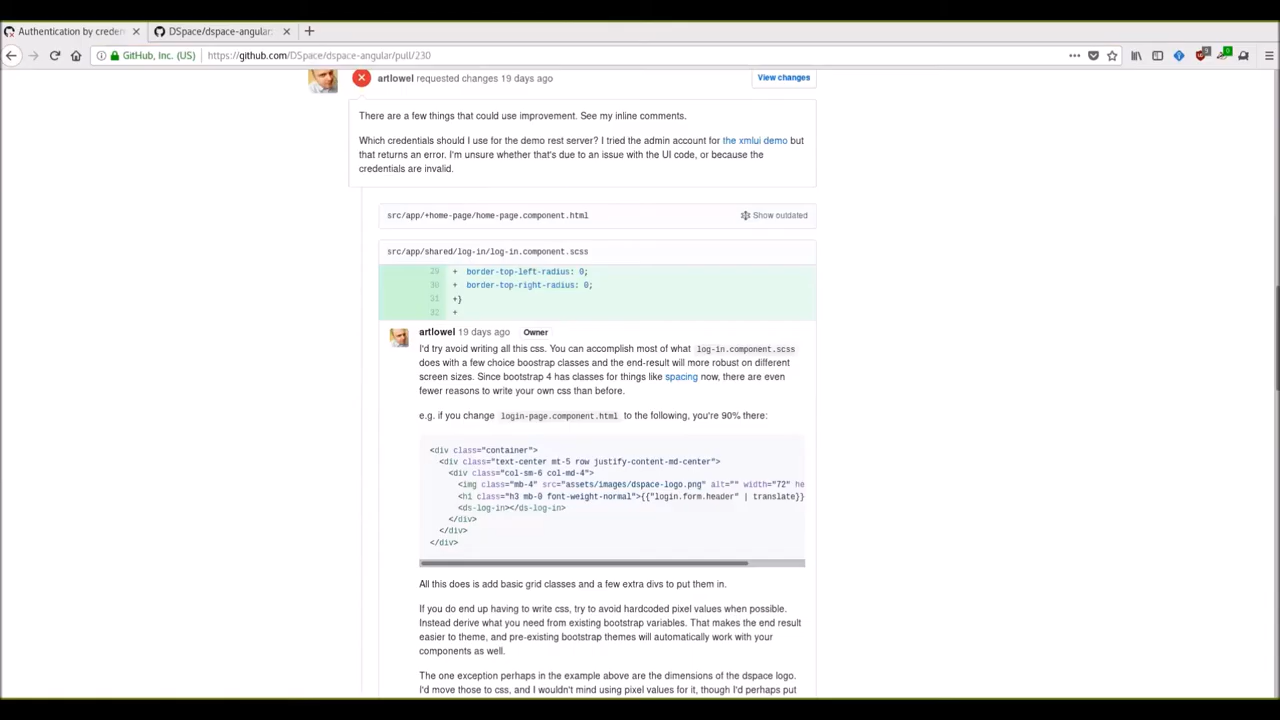 Authentication by creden
DSpace/dspace-angular:
GitHub, Inc. (US)
https://github.com/DSpace/dspace-angular/pull/230
artlowel requested changes 19 days ago
View changes
There are a few things that could use improvement. See my inline comments.
Which credentials should I use for the demo rest server? I tried the admin account for the xmlui demo but
that returns an error. I'm unsure whether that's due to an issue with the UI code, or because the
credentials are invalid.
src/app/+home-page/home-page.component.html
Show outdated
src/app/shared/log-in/log-in.component.scss
29 + border-top-left-radius: 0;
30 + border-top-right-radius: 0;
31 +}
32 +
artlowel 19 days ago Owner
I'd try avoid writing all this css. You can accomplish most of what log-in.component.scss
does with a few choice boostrap classes and the end-result will more robust on different
screen sizes. Since bootstrap 4 has classes for things like spacing now, there are even
fewer reasons to write your own css than before.
e.g. if you change login-page.component.html to the following, you're 90% there:
<div class="container">
<div class="text-center mt-5 row justify-content-md-center">
<div class="col-sm-6 col-md-4">
<img class="mb-4" src="assets/images/dspace-logo.png" alt="" width="72" he
<h1 class="h3 mb-0 font-weight-normal">{{"login.form.header" | translate}}
<ds-log-in></ds-log-in>
</div>
</div>
</div>
All this does is add basic grid classes and a few extra divs to put them in.
If you do end up having to write css, try to avoid hardcoded pixel values when possible.
Instead derive what you need from existing bootstrap variables. That makes the end result
easier to theme, and pre-existing bootstrap themes will automatically work with your
components as well.
The one exception perhaps in the example above are the dimensions of the dspace logo.
I'd move those to css, and I wouldn't mind using pixel values for it, though I'd perhaps put